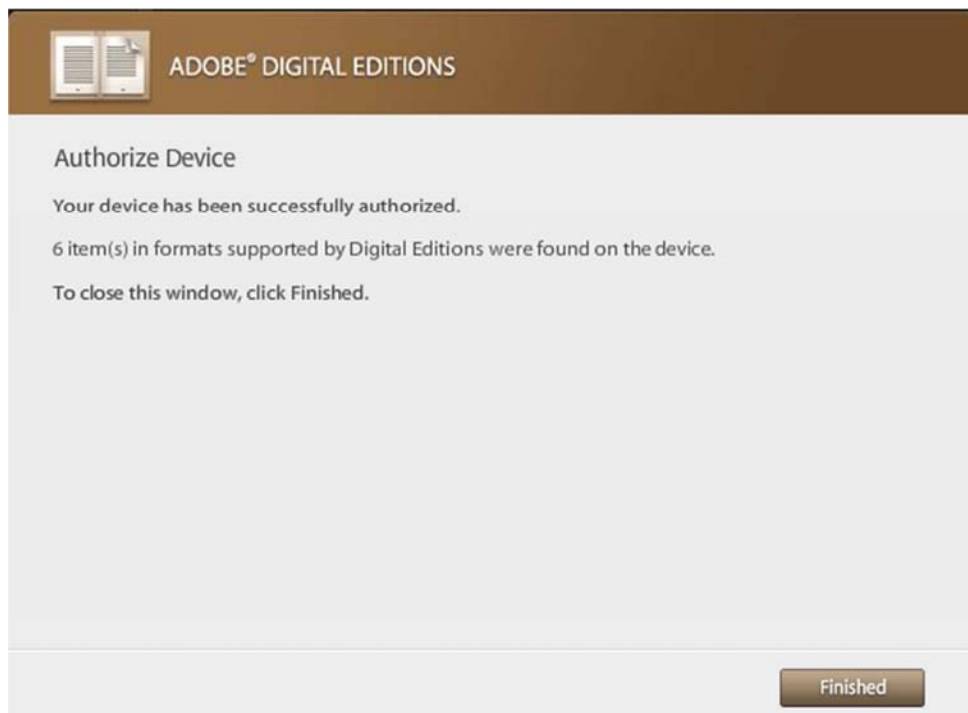 ADOBE® DIGITAL EDITIONS
Authorize Device
Your device has been successfully authorized.
6 item(s) in formats supported by Digital Editions were found on the device.
To close this window, click Finished.
Finished